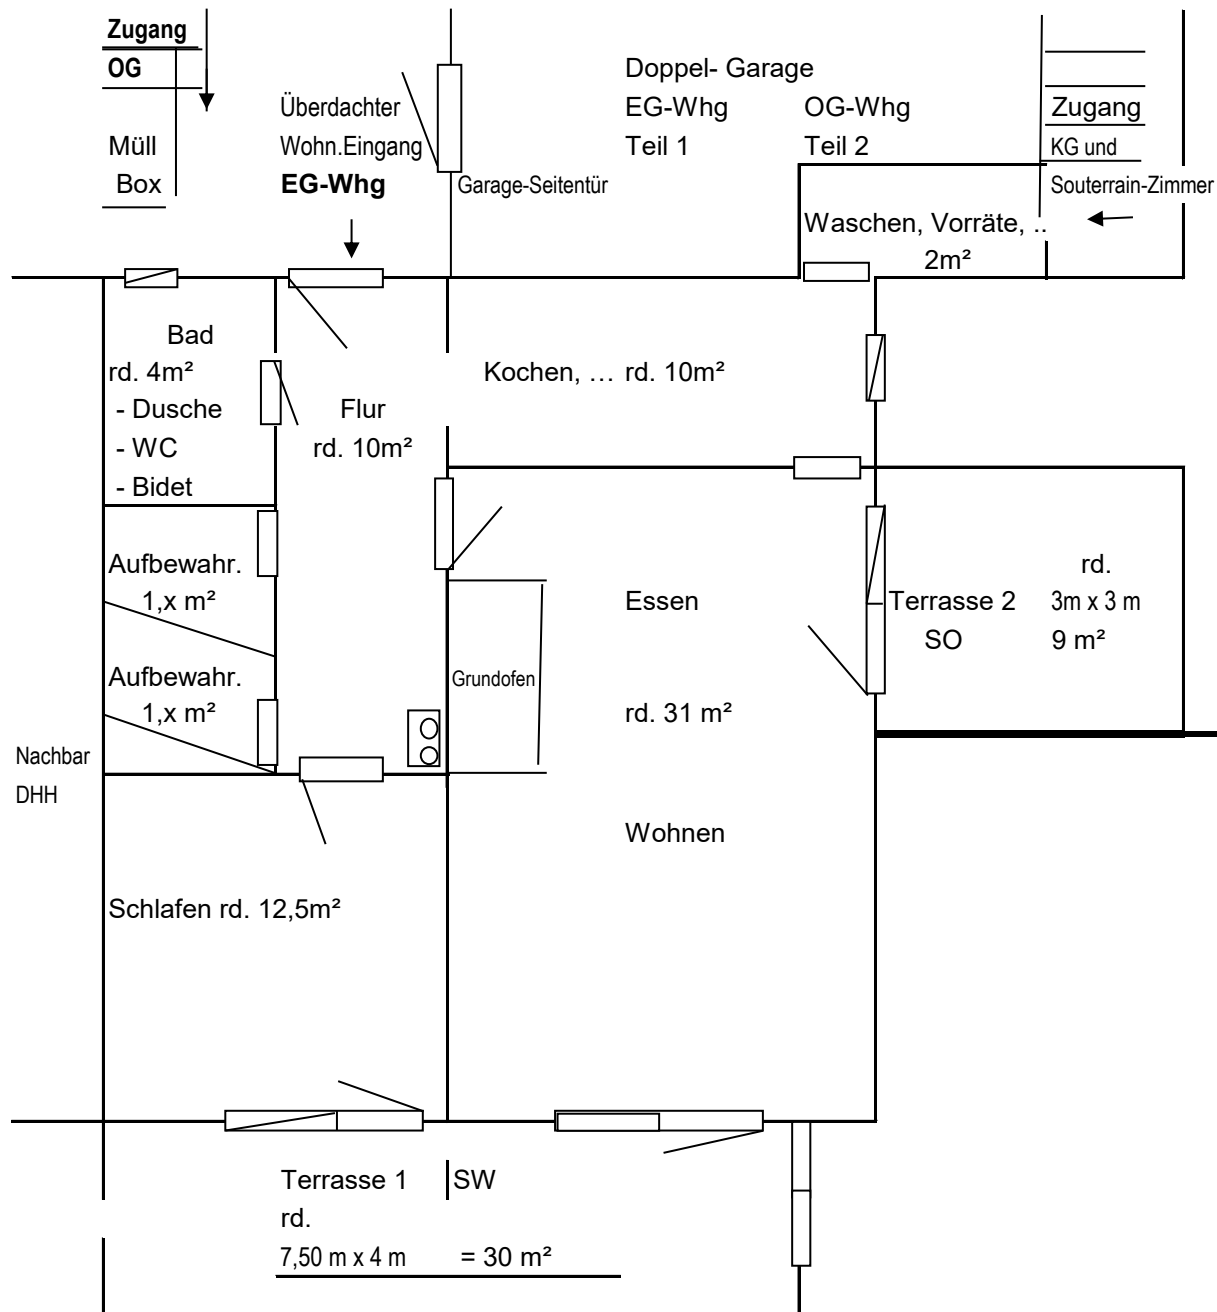 Zugang
OG
Müll
Box
Überdachter
Wohn.Eingang
EG-Whg
Garage-Seitentür
Doppel- Garage
EG-Whg OG-Whg
Teil 1 Teil 2
Zugang
KG und
Souterrain-Zimmer
Waschen, Vorräte, ..
2m²
Bad
rd. 4m²
- Dusche
- WC
- Bidet
Flur
rd. 10m²
Kochen, … rd. 10m²
Aufbewahr.
1,x m²
Aufbewahr.
1,x m²
Grundofen
Essen
rd. 31 m²
Wohnen
Terrasse 2
SO
rd.
3m x 3 m
9 m²
Nachbar
DHH
Schlafen rd. 12,5m²
Terrasse 1 SW
rd.
7,50 m x 4 m = 30 m²